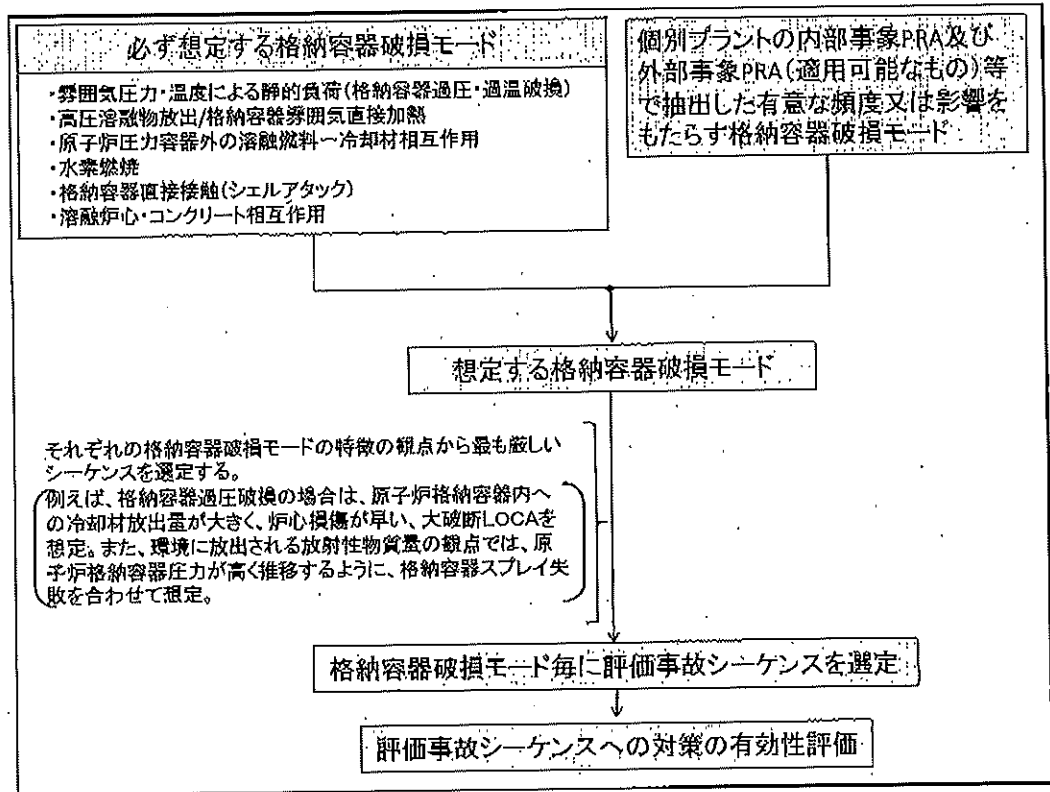 必ず想定する格納容器破損モード
・雰囲気圧力・温度による静的負荷(格納容器過圧・過温破損)
・高圧溶融物放出/格納容器雰囲気直接加熱
・原子炉圧力容器外の溶融燃料ー冷却材相互作用
・水素燃焼
・格納容器直接接触(シェルアタック)
・溶融炉心・コンクリート相互作用
個別プラントの内部事象PRA及び
外部事象PRA(適用可能なもの)等
で抽出した有意な頻度又は影響を
もたらす格納容器破損モード
想定する格納容器破損モード
それぞれの格納容器破損モードの特徴の観点から最も厳しい
シーケンスを選定する。
例えば、格納容器過圧破損の場合は、原子炉格納容器内へ
の冷却材放出量が大きく、炉心損傷が早い、大破断LOCAを
想定。また、環境に放出される放射性物質量の観点では、原
子炉格納容器圧力が高く推移するように、格納容器スプレイ失
敗を合わせて想定。
格納容器破損モード毎に評価事故シーケンスを選定
評価事故シーケンスへの対策の有効性評価